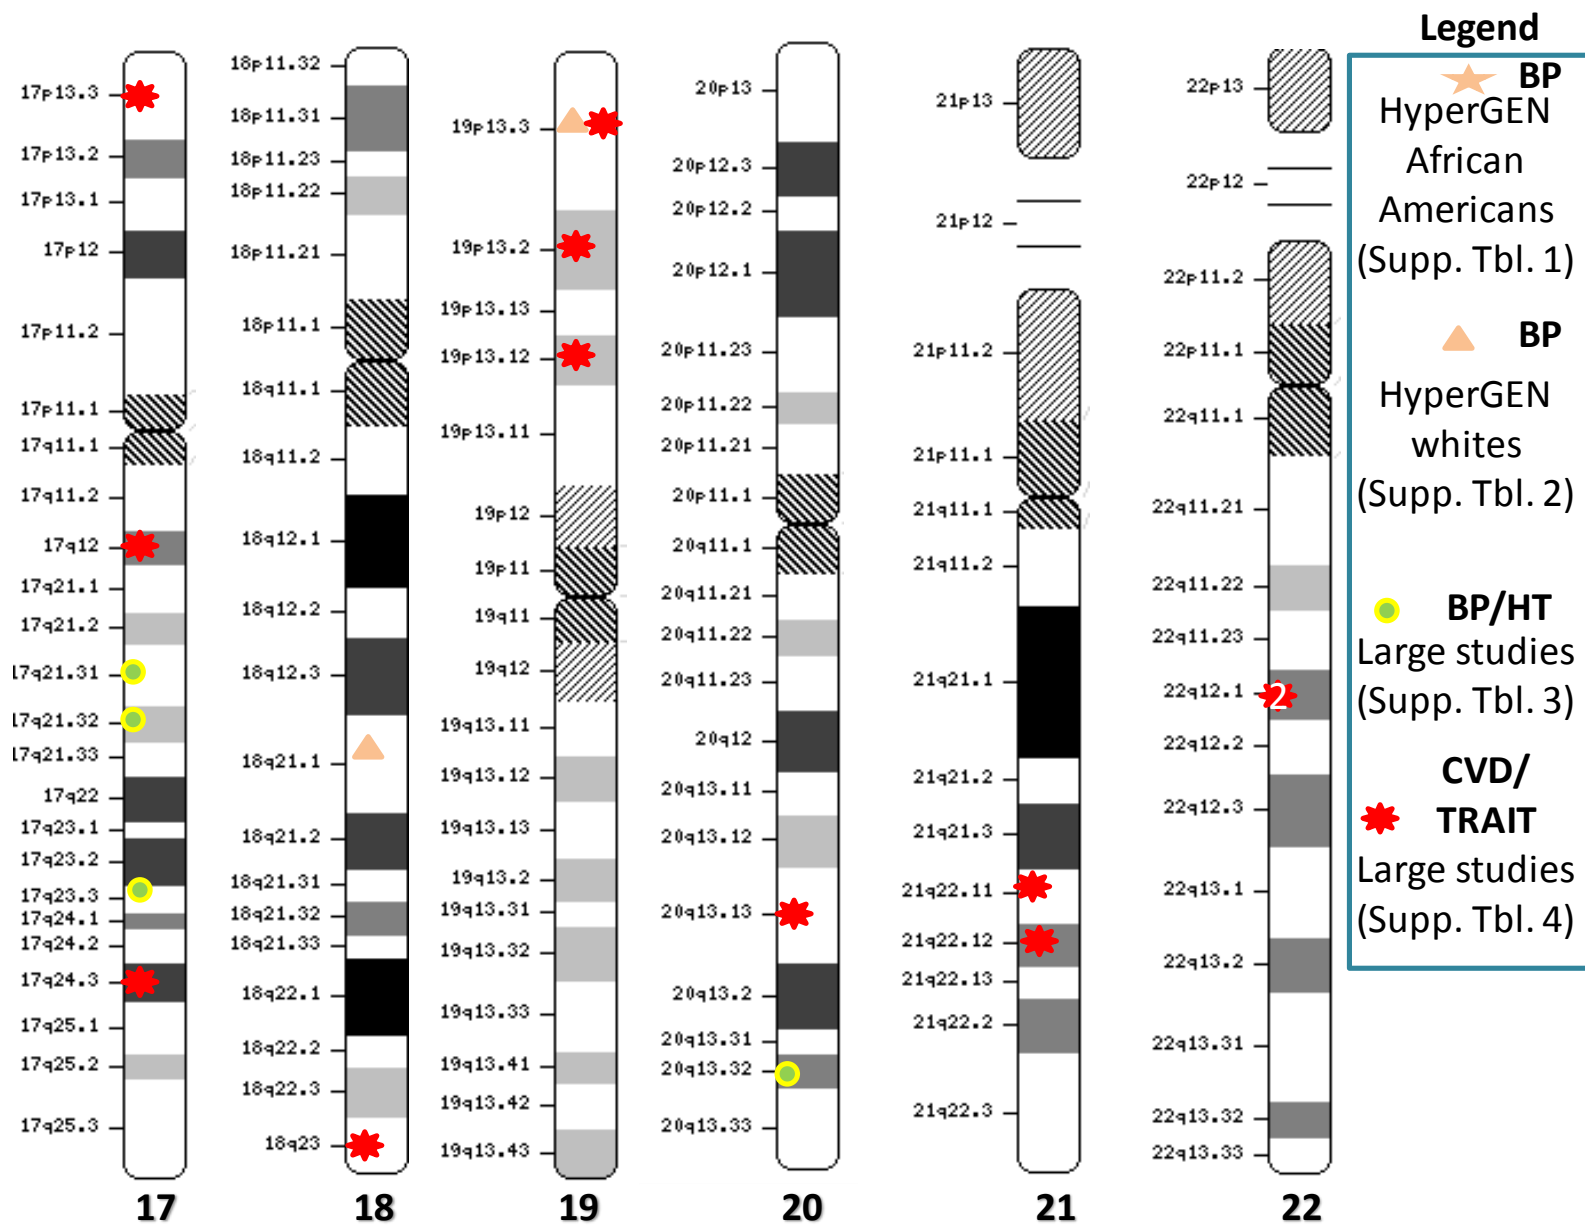 17p13.3
17p13.2
17p13.1
17p12
17p11.2
17p11.1
17q11.1
17q11.2
17q12
17q21.1
17q21.2
17q21.31
17q21.32
17q21.33
17q22
17q23.1
17q23.2
17q23.3
17q24.1
17q24.2
17q24.3
17q25.1
17q25.2
17q25.3
17
18p11.32
18p11.31
18p11.23
18p11.22
18p11.21
18p11.1
18q11.1
18q11.2
18q12.1
18q12.2
18q12.3
18q21.1
18q21.2
18q21.31
18q21.32
18q21.33
18q22.1
18q22.2
18q22.3
18q23
18
19p13.3
19p13.2
19p13.13
19p13.12
19p13.11
19p12
19p11
19q11
19q12
19q13.11
19q13.12
19q13.13
19q13.2
19q13.31
19q13.32
19q13.33
19q13.41
19q13.42
19q13.43
19
20p13
20p12.3
20p12.2
20p12.1
20p11.23
20p11.22
20p11.21
20p11.1
20q11.1
20q11.21
20q11.22
20q11.23
20q12
20q13.11
20q13.12
20q13.13
20q13.2
20q13.31
20q13.32
20q13.33
20
21p13
21p12
21p11.2
21p11.1
21q11.1
21q11.2
21q21.1
21q21.2
21q21.3
21q22.11
21q22.12
21q22.13
21q22.2
21q22.3
21
22p13
22p12
22p11.2
22p11.1
22q11.1
22q11.21
22q11.22
22q11.23
22q12.1
2
22q12.2
22q12.3
22q13.1
22q13.2
22q13.31
22q13.32
22q13.33
22
Legend
BP
HyperGEN
African
Americans
(Supp. Tbl. 1)
BP
HyperGEN
whites
(Supp. Tbl. 2)
BP/HT
Large studies
(Supp. Tbl. 3)
CVD/
TRAIT
Large studies
(Supp. Tbl. 4)